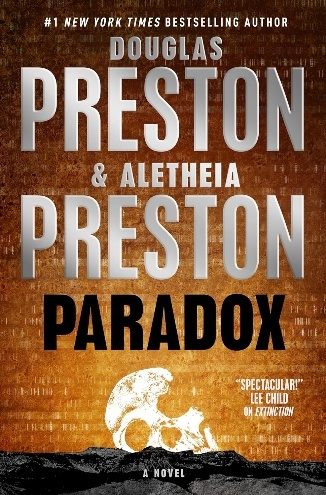 #1 NEW YORK TIMES BESTSELLING AUTHOR
DOUGLAS
PRESTON
& ALETHEIA
PRESTON
PARADOX
"SPECTACULAR!"
LEE CHILD
ON EXTINCTION
A NOVEL